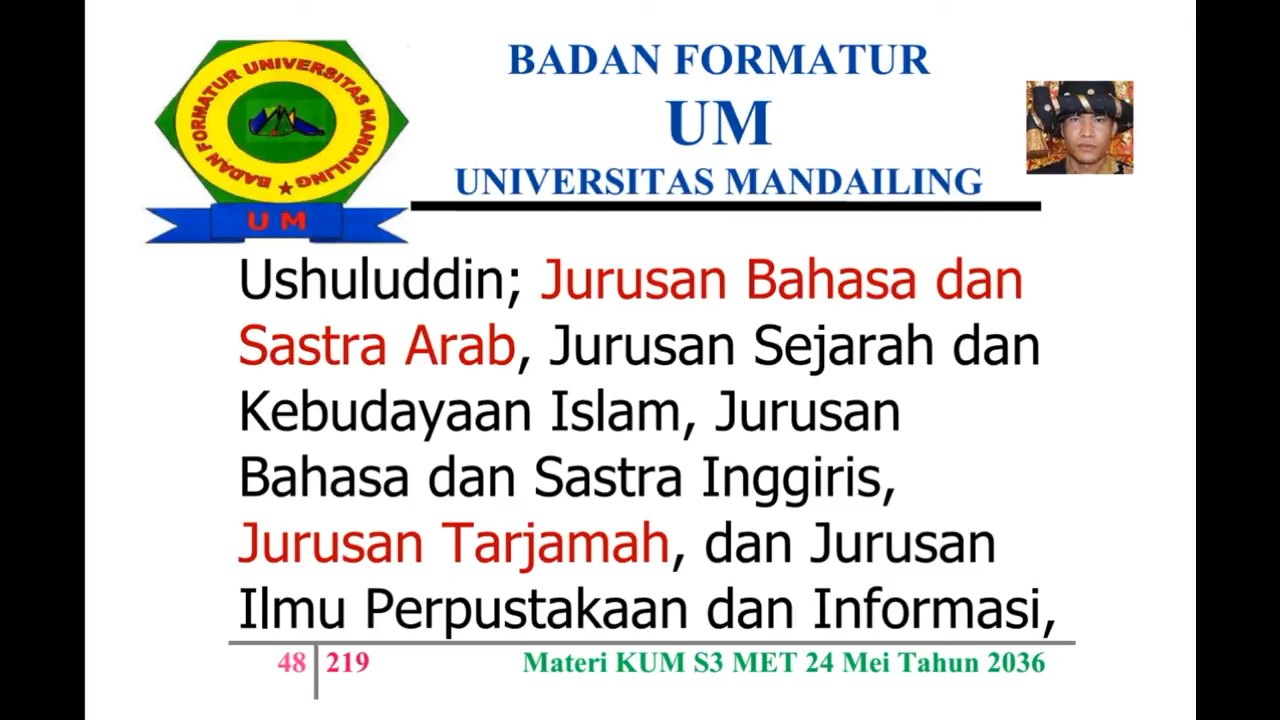 BADAN FORMATUR UNIVERSITAS MANDAILING
UM
BADAN FORMATUR
UM
UNIVERSITAS MANDAILING
Ushuluddin; Jurusan Bahasa dan
Sastra Arab, Jurusan Sejarah dan
Kebudayaan Islam, Jurusan
Bahasa dan Sastra Inggiris,
Jurusan Tarjamah, dan Jurusan
Ilmu Perpustakaan dan Informasi,
48 219 Materi KUM S3 MET 24 Mei Tahun 2036